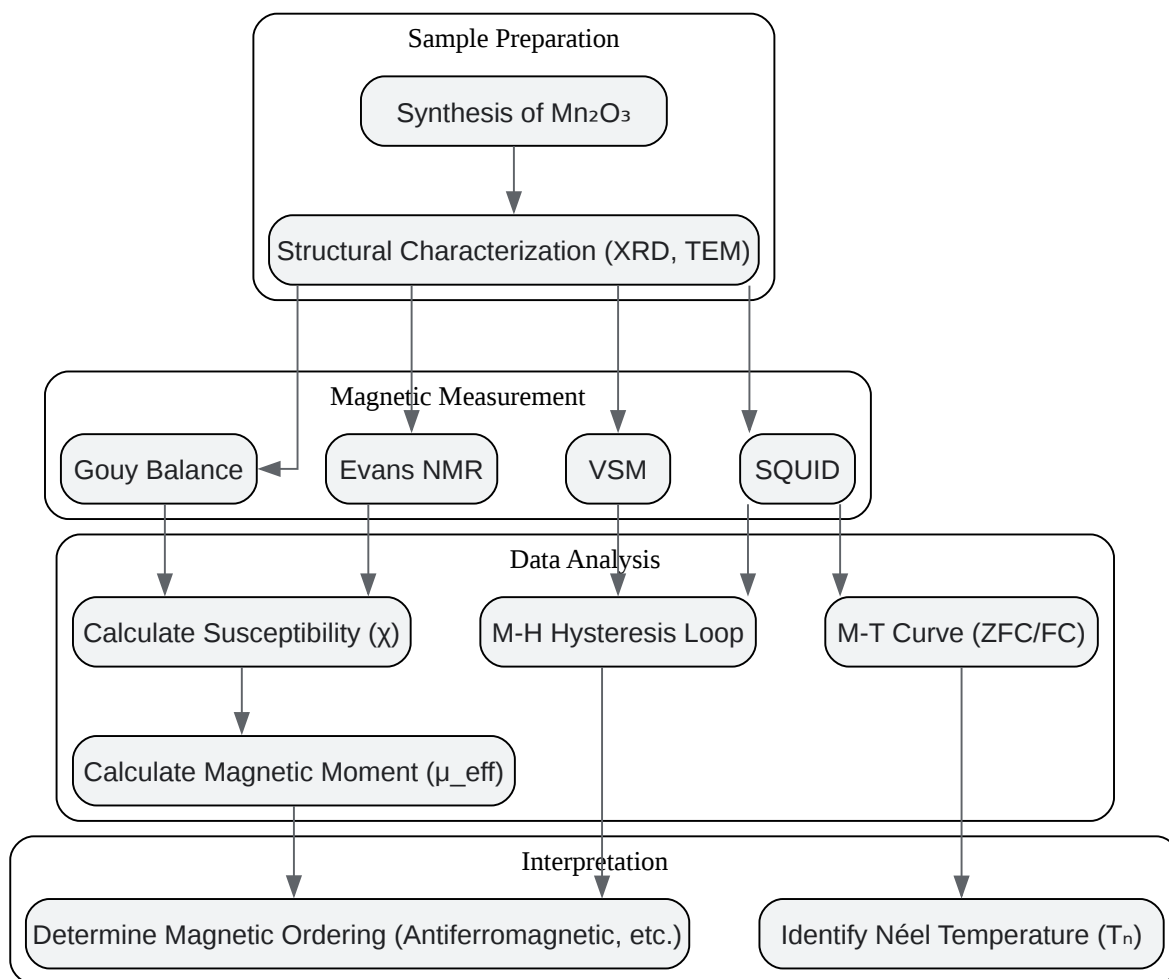 Sample Preparation
Synthesis of Mn₂O₃
Structural Characterization (XRD, TEM)
Magnetic Measurement
Gouy Balance
Evans NMR
VSM
SQUID
Data Analysis
Calculate Susceptibility (χ)
M-H Hysteresis Loop
M-T Curve (ZFC/FC)
Calculate Magnetic Moment (μ_eff)
Interpretation
Determine Magnetic Ordering (Antiferromagnetic, etc.)
Identify Néel Temperature (Tₙ)